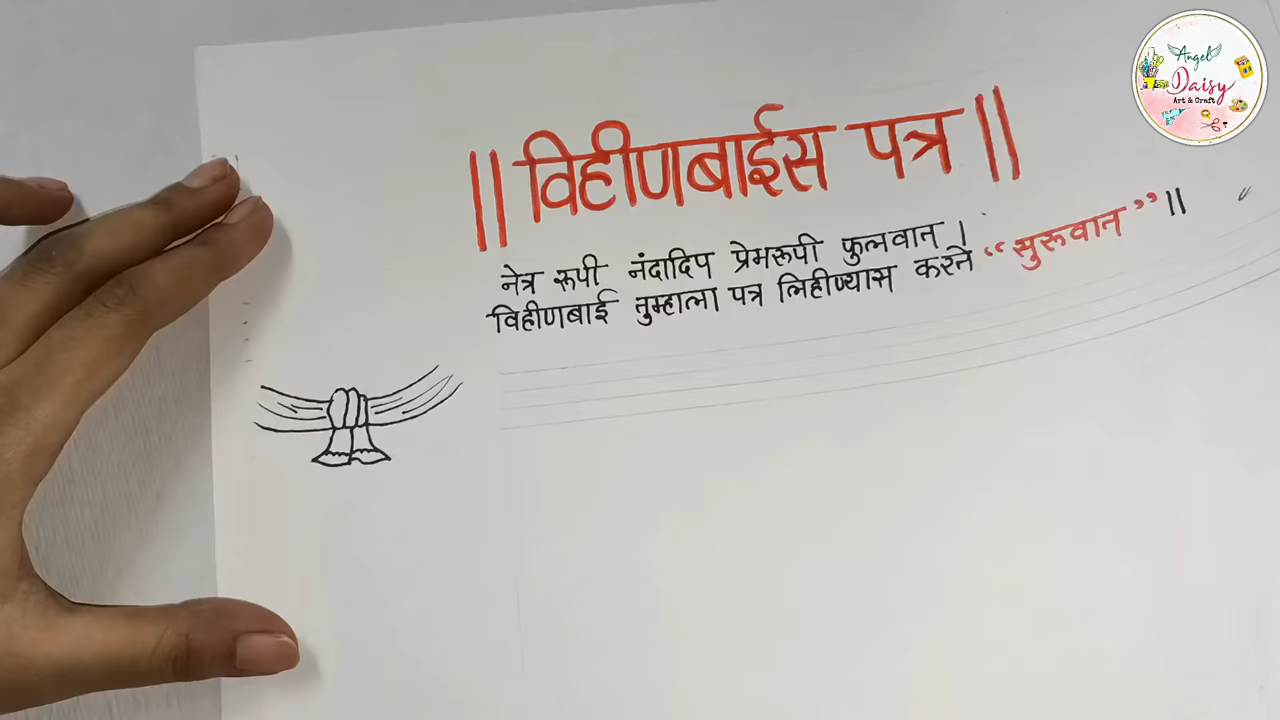 || विहीणबाईस पत्र ||
नेत्र रूपी नंदादिप प्रेमरूपी फुलवात |
विहीणबाई तुम्हाला पत्र लिहीण्यास करते “सुरूवात” ||
Angel
Daisy
Art & Craft